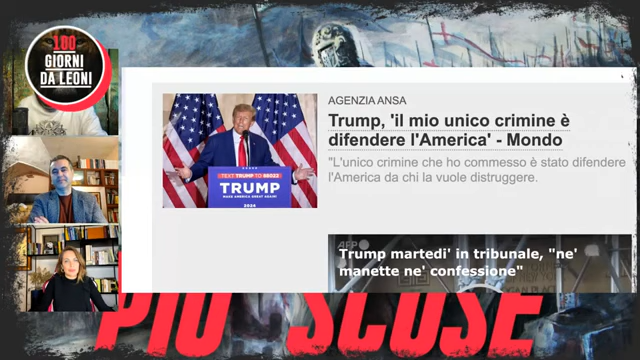 100
GIORNI
DA LEONI
AGENZIA ANSA
Trump, 'il mio unico crimine è
difendere l'America' - Mondo
"L'unico crimine che ho commesso è stato difendere
l'America da chi la vuole distruggere.
TEXT TRUMP TO 88022
TRUMP
MAKE AMERICA GREAT AGAIN!
AFP
Trump martedi' in tribunale, "ne'
manette ne' confessione"
PIÙ SCUSE